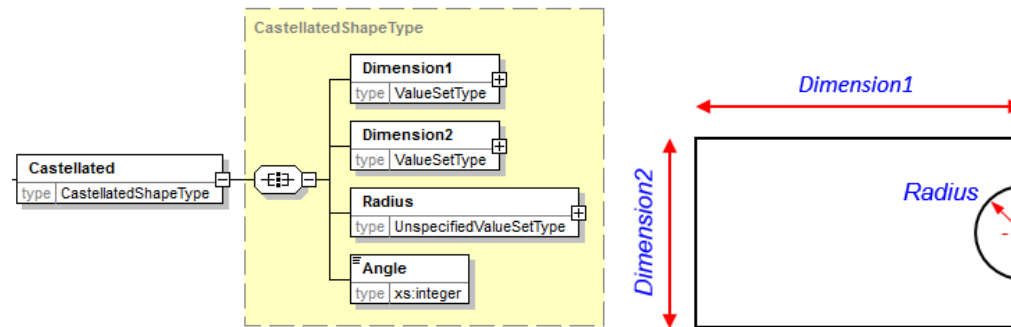 CastellatedShapeType
Dimension1
type ValueSetType
Dimension2
type ValueSetType
Castellated
type CastellatedShapeType
Radius
type UnspecifiedValueSetType
Angle
type xs:integer
Dimension1
Dimension2
Radius